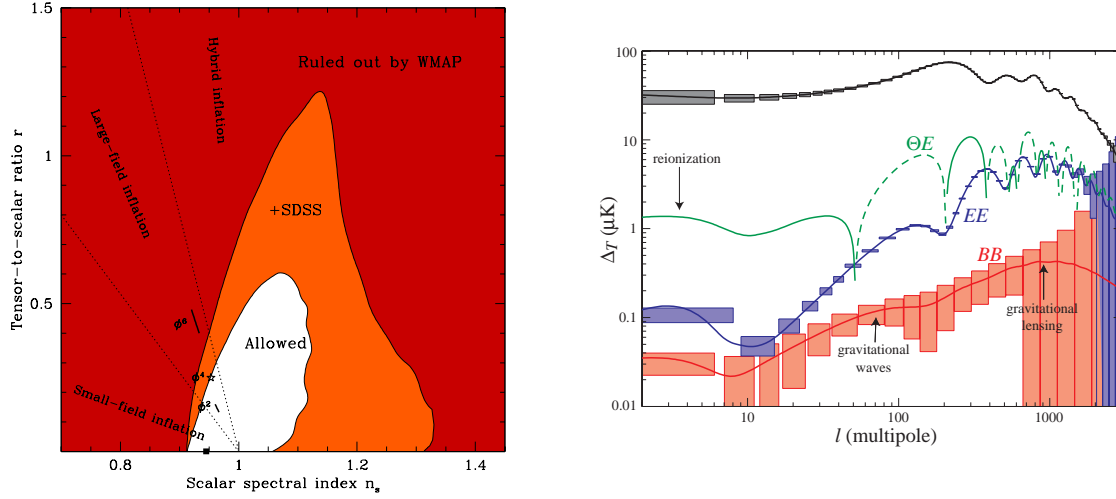 1.5
1
0.5
0.8
1
1.2
1.4
Tensor-to-scalar ratio r
Scalar spectral index nₛ
Ruled out by WMAP
Hybrid inflation
Large-field inflation
Small-field inflation
+SDSS
Allowed
ϕ⁶
ϕ⁴
ϕ²
100
10
1
0.1
0.01
10
100
1000
Δ_T (μK)
l (multipole)
reionization
ΘE
EE
BB
gravitational
waves
gravitational
lensing